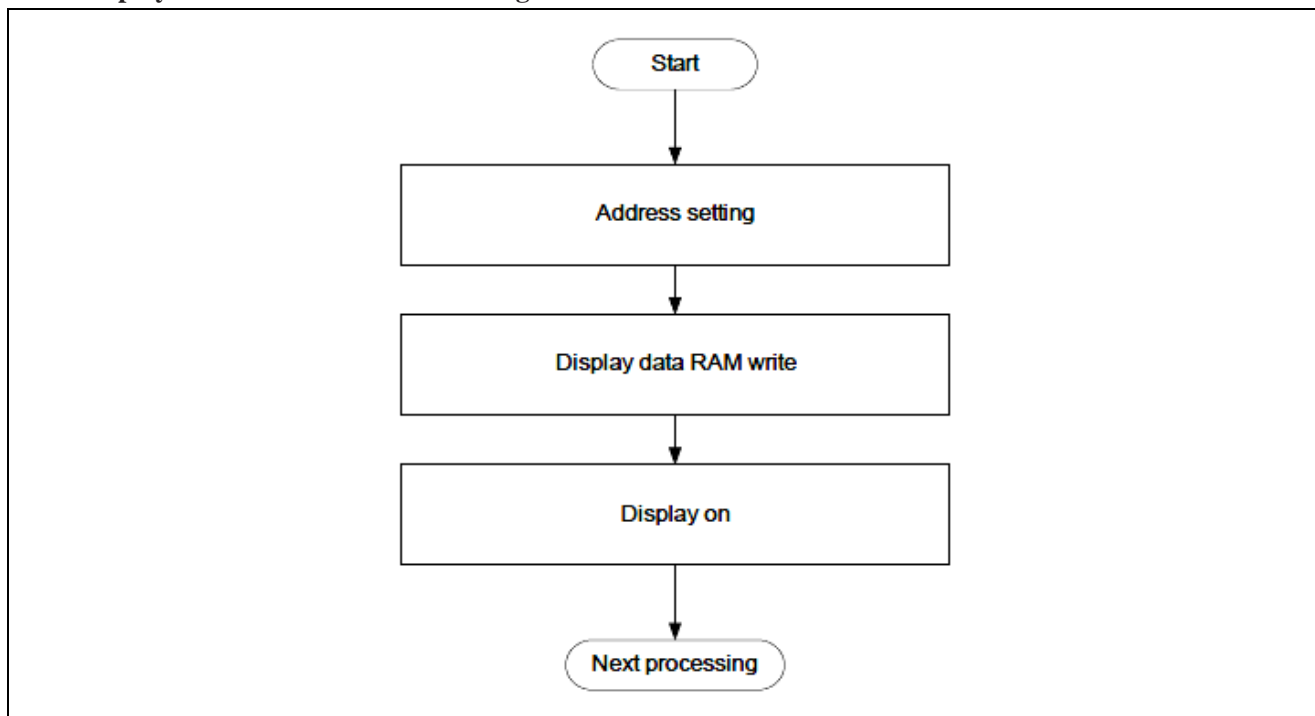 Start
Address setting
Display data RAM write
Display on
Next processing